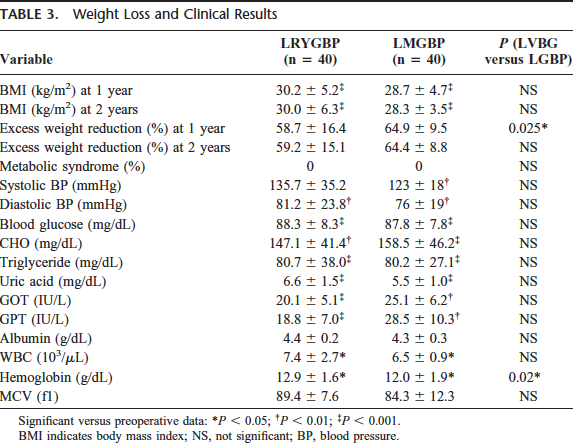 TABLE 3. Weight Loss and Clinical Results
Variable LRYGBP (n = 40) LMGBP (n = 40) P (LVBG versus LGBP)
BMI (kg/m²) at 1 year 30.2 ± 5.2‡ 28.7 ± 4.7‡ NS
BMI (kg/m²) at 2 years 30.0 ± 6.3‡ 28.3 ± 3.5‡ NS
Excess weight reduction (%) at 1 year 58.7 ± 16.4 64.9 ± 9.5 0.025*
Excess weight reduction (%) at 2 years 59.2 ± 15.1 64.4 ± 8.8 NS
Metabolic syndrome (%) 0 0 NS
Systolic BP (mmHg) 135.7 ± 35.2 123 ± 18† NS
Diastolic BP (mmHg) 81.2 ± 23.8† 76 ± 19† NS
Blood glucose (mg/dL) 88.3 ± 8.3‡ 87.8 ± 7.8‡ NS
CHO (mg/dL) 147.1 ± 41.4† 158.5 ± 46.2‡ NS
Triglyceride (mg/dL) 80.7 ± 38.0‡ 80.2 ± 27.1‡ NS
Uric acid (mg/dL) 6.6 ± 1.5‡ 5.5 ± 1.0‡ NS
GOT (IU/L) 20.1 ± 5.1‡ 25.1 ± 6.2† NS
GPT (IU/L) 18.8 ± 7.0‡ 28.5 ± 10.3† NS
Albumin (g/dL) 4.4 ± 0.2 4.3 ± 0.3 NS
WBC (10³/μL) 7.4 ± 2.7* 6.5 ± 0.9* NS
Hemoglobin (g/dL) 12.9 ± 1.6* 12.0 ± 1.9* 0.02*
MCV (f1) 89.4 ± 7.6 84.3 ± 12.3 NS
Significant versus preoperative data: *P < 0.05; †P < 0.01; ‡P < 0.001.
BMI indicates body mass index; NS, not significant; BP, blood pressure.